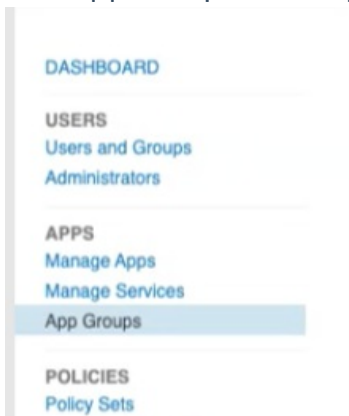 DASHBOARD
USERS
Users and Groups
Administrators
APPS
Manage Apps
Manage Services
App Groups
POLICIES
Policy Sets